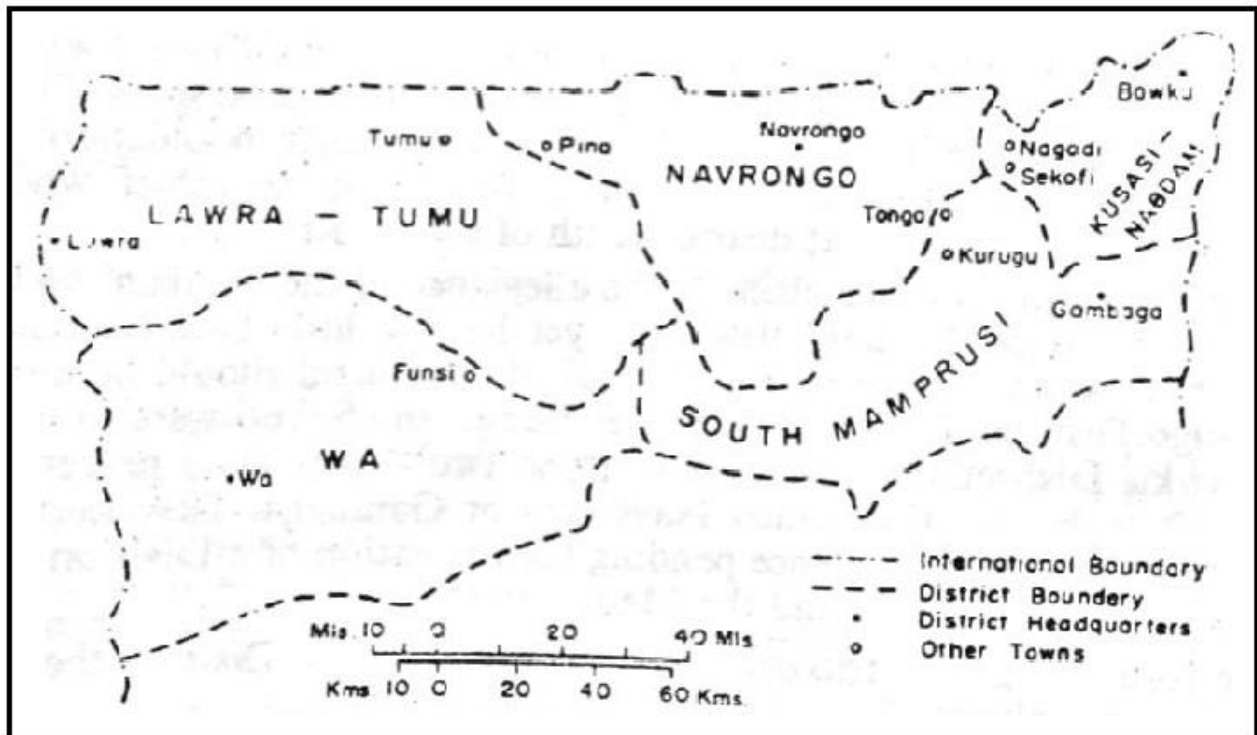 Bawku
Navrongo
Tumu
Pina
Nagadi
Sekofi
NAVRONGO
KUSASI -
NABDAM
LAWRA - TUMU
Tongo
Lawra
Kurugu
Gambaga
Funsi
SOUTH MAMPRUSI
WA
Wa
International Boundary
District Boundary
District Headquarters
Other Towns
Mls. 10 0 20 40 Mls.
Kms. 10 0 20 40 60 Kms.